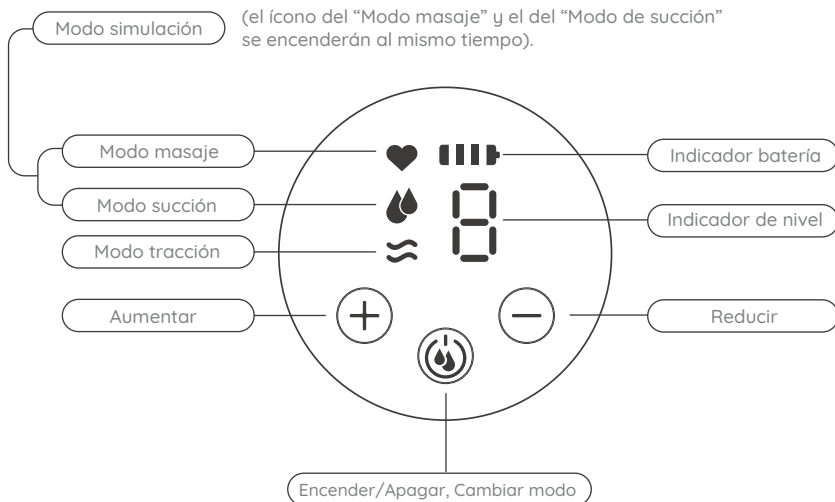 Modo simulación
(el ícono del “Modo masaje” y el del “Modo de succión”
se encenderán al mismo tiempo).
Modo masaje
Indicador batería
Modo succión
8
Indicador de nivel
Modo tracción
Aumentar
Reducir
Encender/Apagar, Cambiar modo